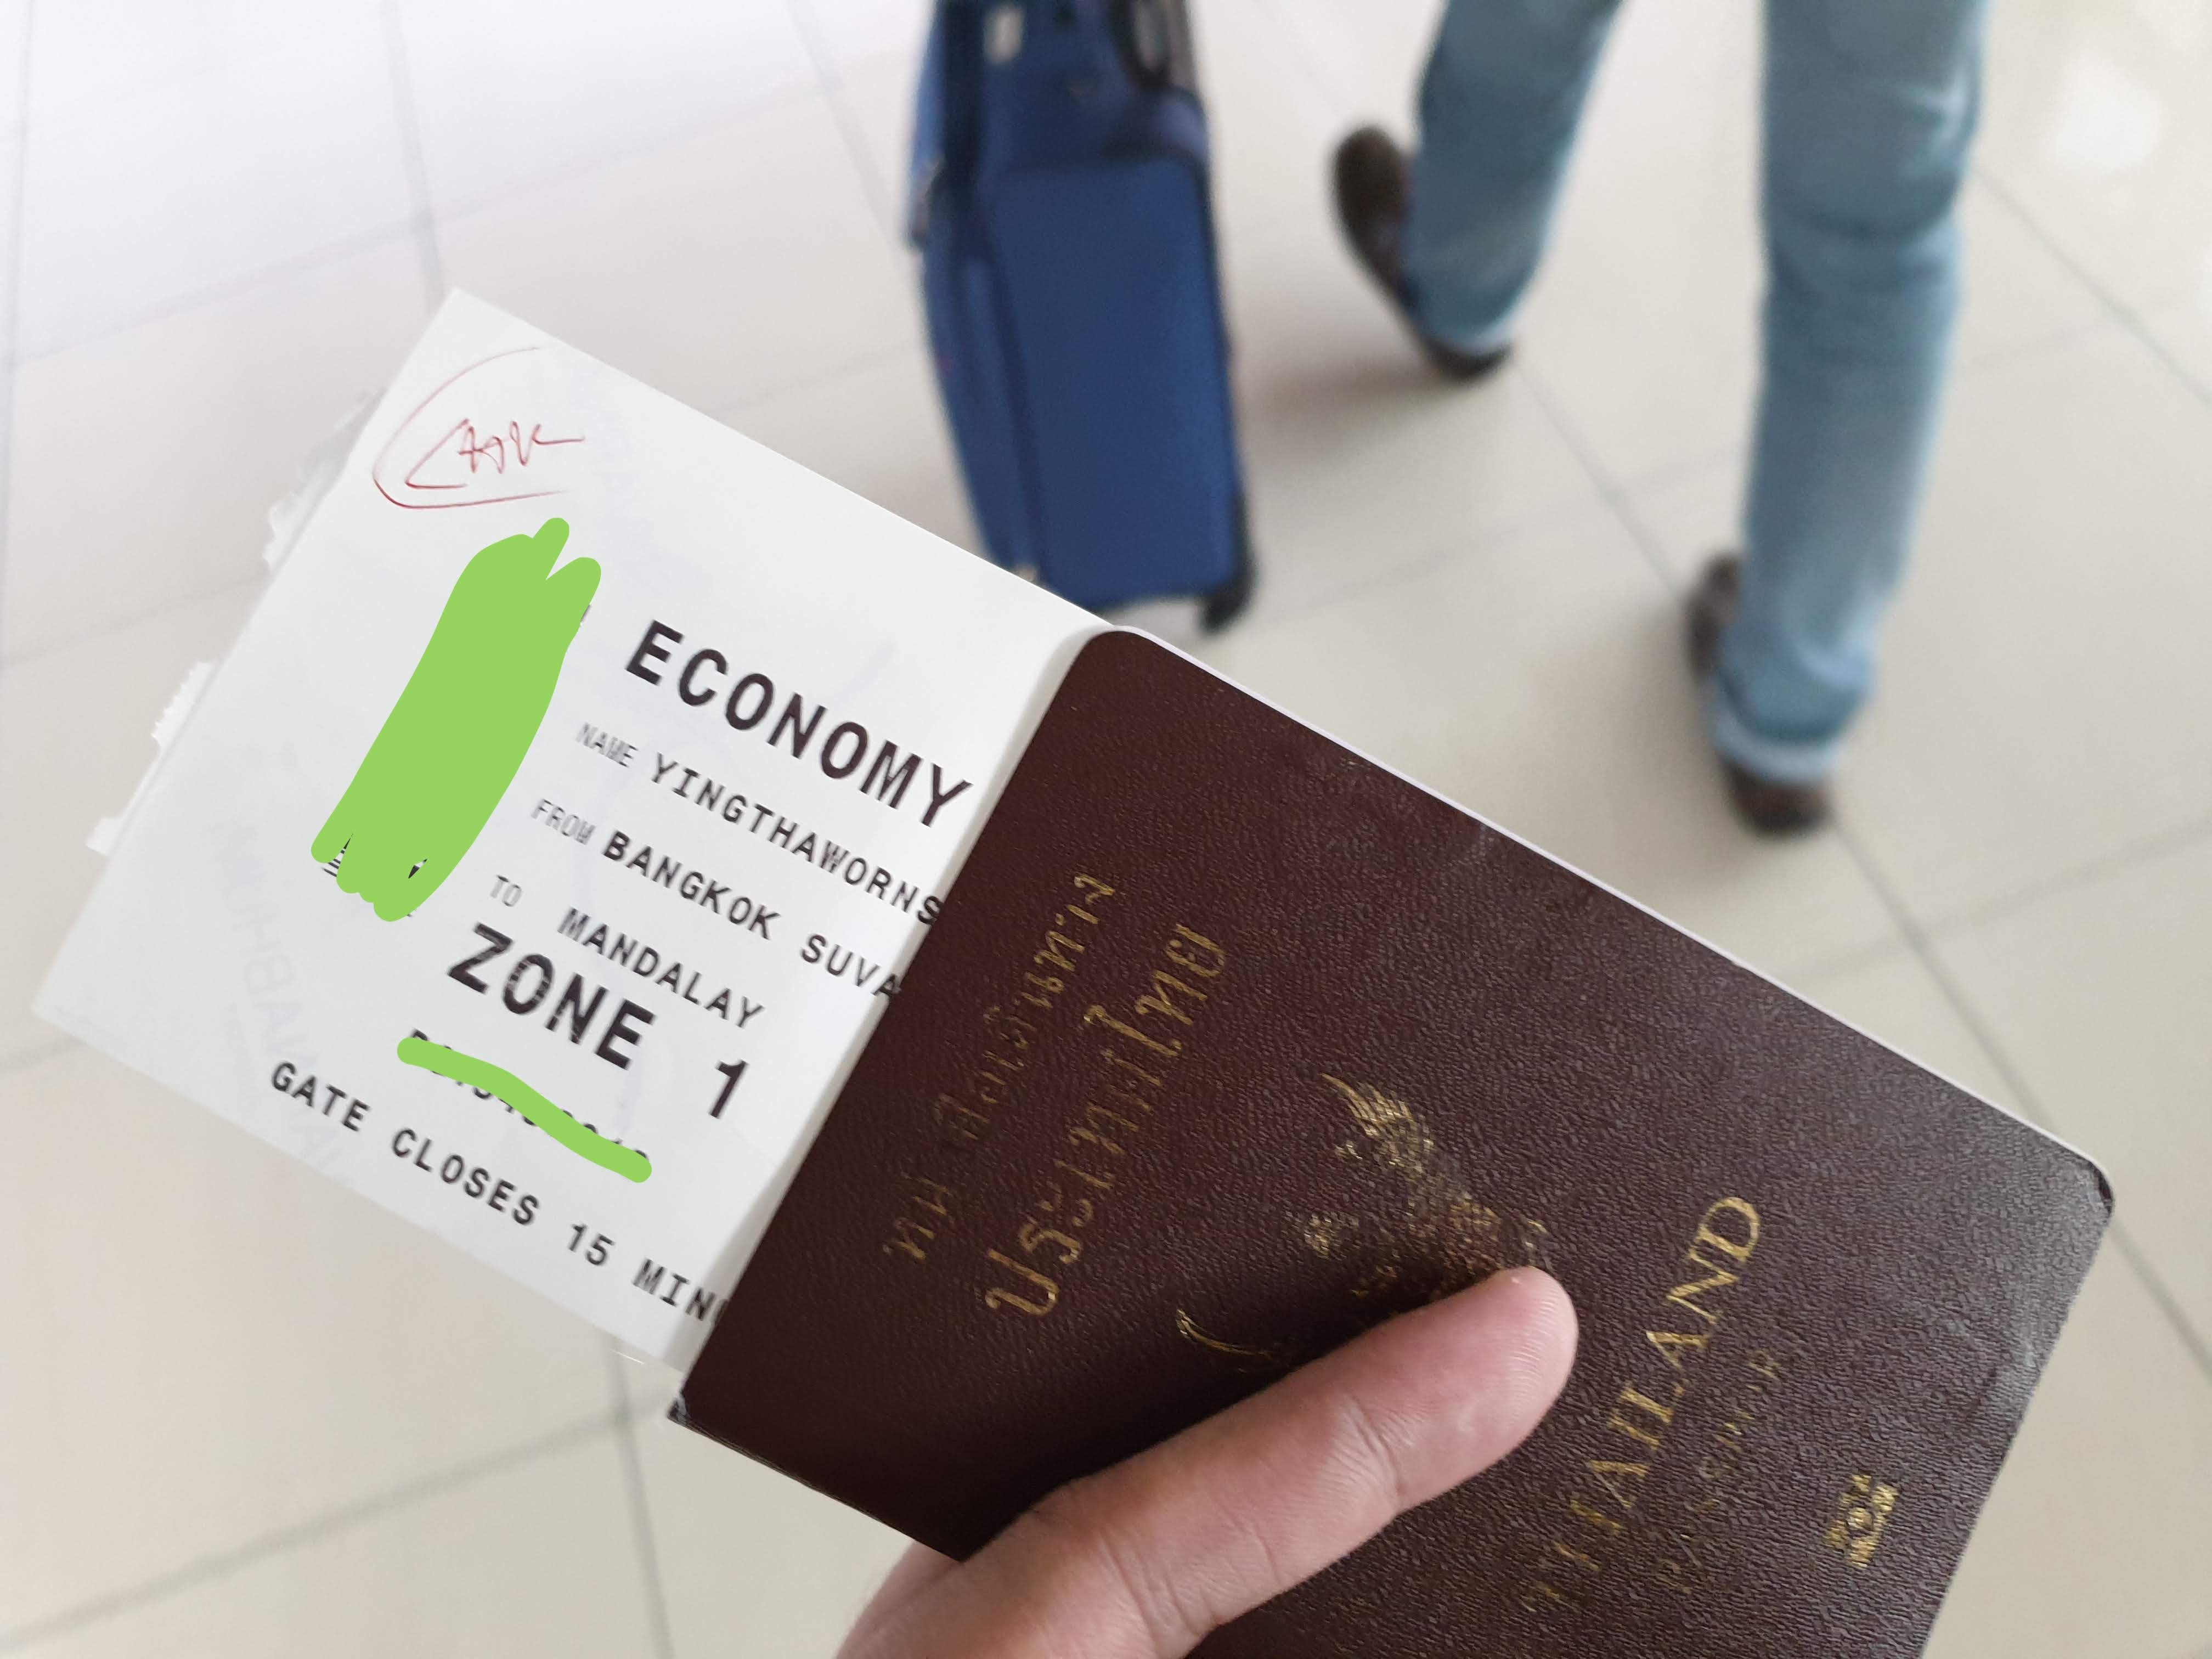 ECONOMY
NAME YINGTHAWORNS
FROM BANGKOK SUVA
TO MANDALAY
ZONE 1
GATE CLOSES 15 MIN
หนังสือเดินทาง
ประเทศไทย
THAILAND
PASSPORT